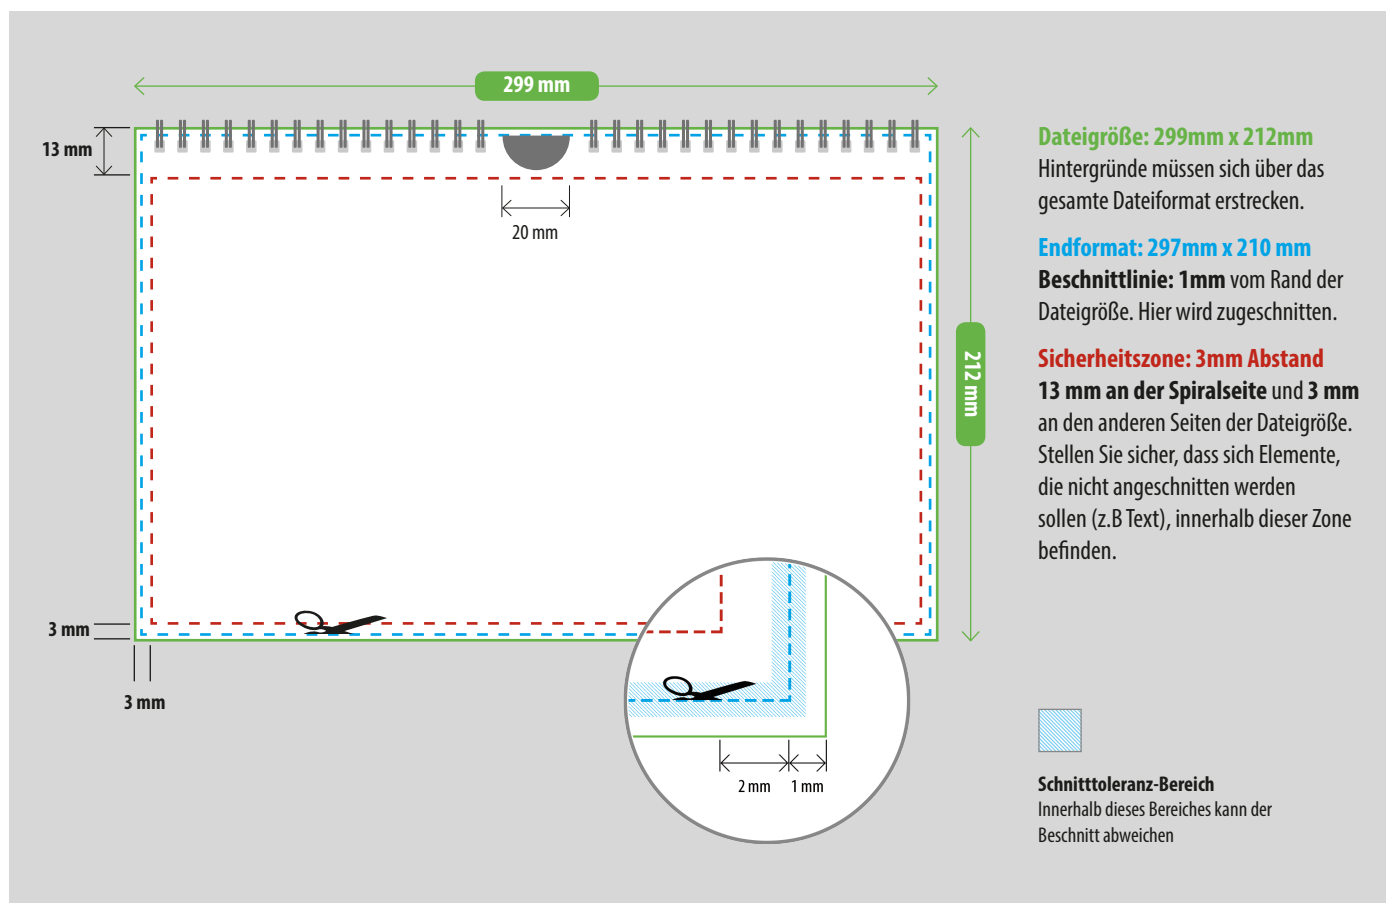 299 mm
13 mm
20 mm
212 mm
3 mm
3 mm
2 mm
1 mm
Dateigröße: 299mm x 212mm
Hintergründe müssen sich über das
gesamte Dateiformat erstrecken.
Endformat: 297mm x 210 mm
Beschnittlinie: 1mm vom Rand der
Dateigröße. Hier wird zugeschnitten.
Sicherheitszone: 3mm Abstand
13 mm an der Spiralseite und 3 mm
an den anderen Seiten der Dateigröße.
Stellen Sie sicher, dass sich Elemente,
die nicht angeschnitten werden
sollen (z.B Text), innerhalb dieser Zone
befinden.
Schnitttoleranz-Bereich
Innerhalb dieses Bereiches kann der
Beschnitt abweichen